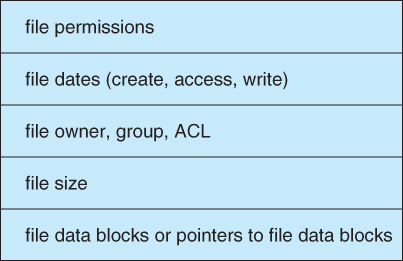 file permissions
file dates (create, access, write)
file owner, group, ACL
file size
file data blocks or pointers to file data blocks